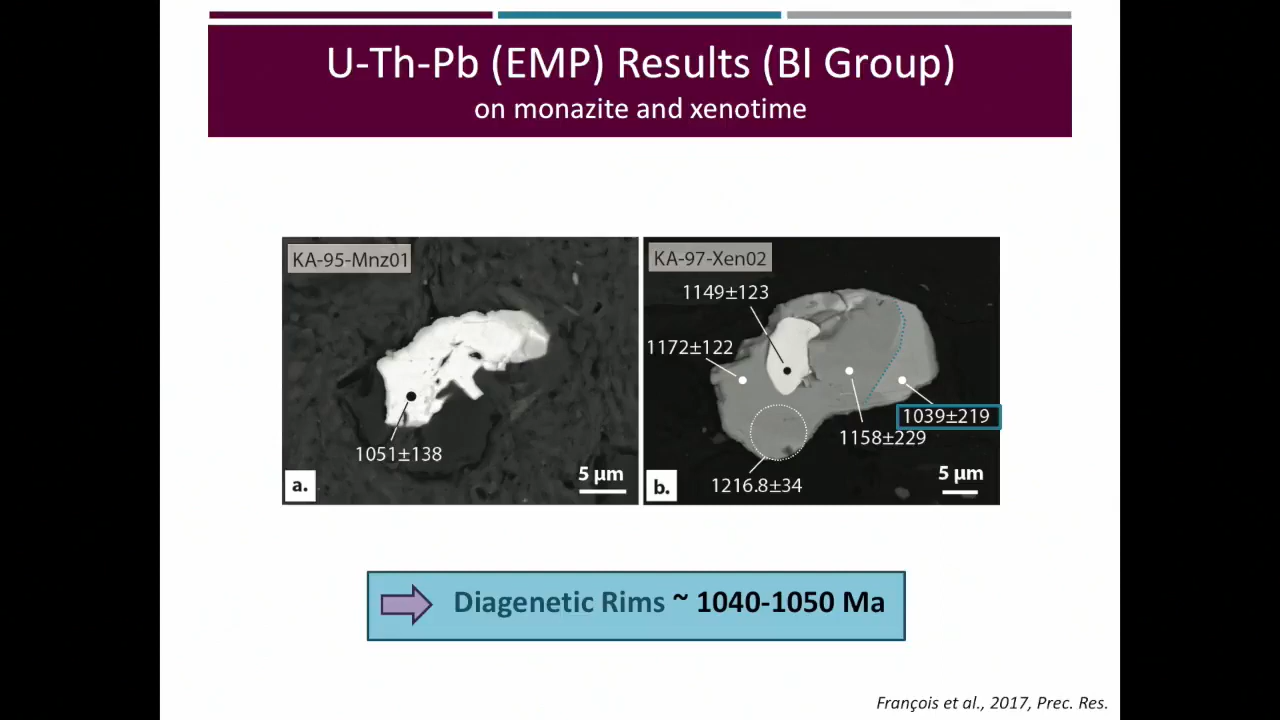 U-Th-Pb (EMP) Results (BI Group)
on monazite and xenotime
KA-95-Mnz01
1051±138
5 µm
a.
KA-97-Xen02
1149±123
1172±122
1039±219
1158±229
1216.8±34
5 µm
b.
Diagenetic Rims ~ 1040-1050 Ma
François et al., 2017, Prec. Res.